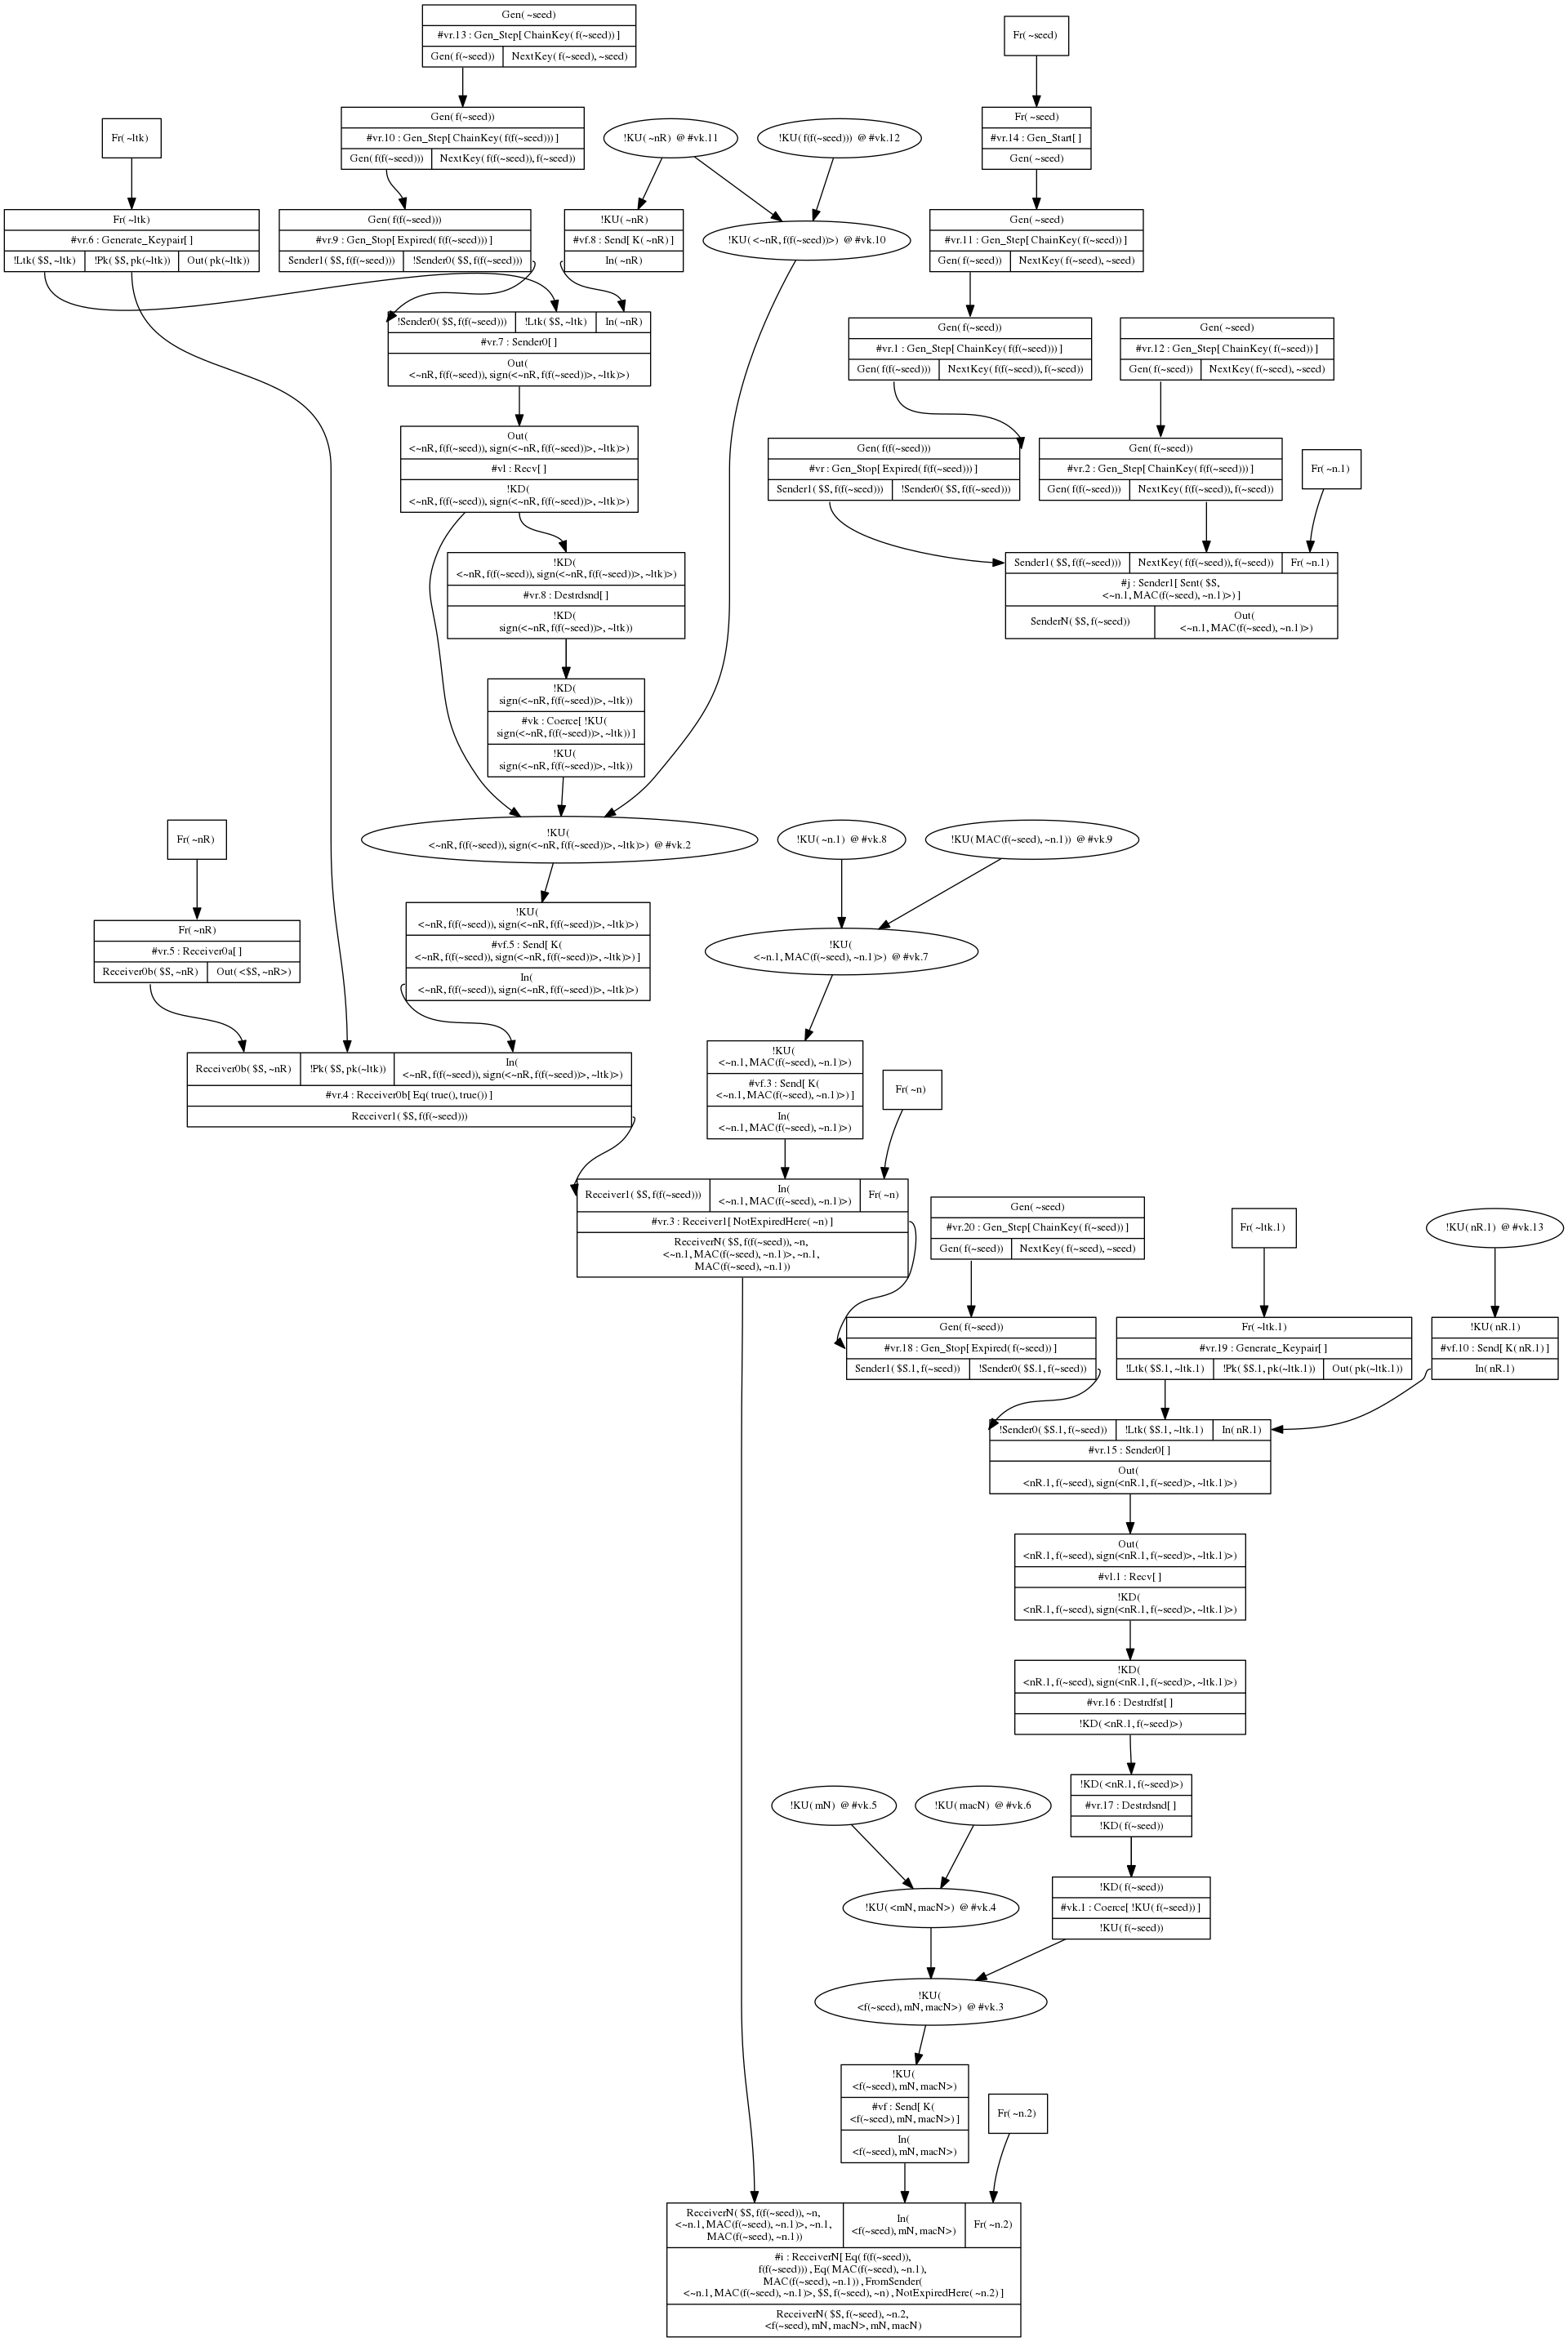 Gen( ~seed)
#vr.13 : Gen_Step[ ChainKey( f(~seed)) ]
Gen( f(~seed))
NextKey( f(~seed), ~seed)
Fr( ~seed)
Fr( ~ltk)
Gen( f(~seed))
#vr.10 : Gen_Step[ ChainKey( f(f(~seed))) ]
Gen( f(f(~seed)))
NextKey( f(f(~seed)), f(~seed))
!KU( ~nR) @ #vk.11
!KU( f(f(~seed))) @ #vk.12
Fr( ~seed)
#vr.14 : Gen_Start[ ]
Gen( ~seed)
Fr( ~ltk)
#vr.6 : Generate_Keypair[ ]
!Ltk( $S, ~ltk)
!Pk( $S, pk(~ltk))
Out( pk(~ltk))
Gen( f(f(~seed)))
#vr.9 : Gen_Stop[ Expired( f(f(~seed))) ]
Sender1( $S, f(f(~seed)))
!Sender0( $S, f(f(~seed)))
!KU( ~nR)
#vf.8 : Send[ K( ~nR) ]
In( ~nR)
!KU( <~nR, f(f(~seed))>) @ #vk.10
Gen( ~seed)
#vr.11 : Gen_Step[ ChainKey( f(~seed)) ]
Gen( f(~seed))
NextKey( f(~seed), ~seed)
!Sender0( $S, f(f(~seed)))
!Ltk( $S, ~ltk)
In( ~nR)
#vr.7 : Sender0[ ]
Out(
<~nR, f(f(~seed)), sign(<~nR, f(f(~seed))>, ~ltk)>)
Gen( f(~seed))
#vr.1 : Gen_Step[ ChainKey( f(f(~seed))) ]
Gen( f(f(~seed)))
NextKey( f(f(~seed)), f(~seed))
Gen( ~seed)
#vr.12 : Gen_Step[ ChainKey( f(~seed)) ]
Gen( f(~seed))
NextKey( f(~seed), ~seed)
Out(
<~nR, f(f(~seed)), sign(<~nR, f(f(~seed))>, ~ltk)>)
#vl : Recv[ ]
!KD(
<~nR, f(f(~seed)), sign(<~nR, f(f(~seed))>, ~ltk)>)
Gen( f(f(~seed)))
#vr : Gen_Stop[ Expired( f(f(~seed))) ]
Sender1( $S, f(f(~seed)))
!Sender0( $S, f(f(~seed)))
Gen( f(~seed))
#vr.2 : Gen_Step[ ChainKey( f(f(~seed))) ]
Gen( f(f(~seed)))
NextKey( f(f(~seed)), f(~seed))
Fr( ~n.1)
!KD(
<~nR, f(f(~seed)), sign(<~nR, f(f(~seed))>, ~ltk)>)
#vr.8 : Destrdsnd[ ]
!KD(
sign(<~nR, f(f(~seed))>, ~ltk))
Sender1( $S, f(f(~seed)))
NextKey( f(f(~seed)), f(~seed))
Fr( ~n.1)
#j : Sender1[ Sent( $S,
<~n.1, MAC(f(~seed), ~n.1)>) ]
SenderN( $S, f(~seed))
Out(
<~n.1, MAC(f(~seed), ~n.1)>)
!KD(
sign(<~nR, f(f(~seed))>, ~ltk))
#vk : Coerce[ !KU(
sign(<~nR, f(f(~seed))>, ~ltk)) ]
!KU(
sign(<~nR, f(f(~seed))>, ~ltk))
Fr( ~nR)
!KU(
<~nR, f(f(~seed)), sign(<~nR, f(f(~seed))>, ~ltk)>) @ #vk.2
!KU( ~n.1) @ #vk.8
!KU( MAC(f(~seed), ~n.1)) @ #vk.9
Fr( ~nR)
#vr.5 : Receiver0a[ ]
Receiver0b( $S, ~nR)
Out( <$S, ~nR>)
!KU(
<~nR, f(f(~seed)), sign(<~nR, f(f(~seed))>, ~ltk)>)
#vf.5 : Send[ K(
<~nR, f(f(~seed)), sign(<~nR, f(f(~seed))>, ~ltk)>) ]
In(
<~nR, f(f(~seed)), sign(<~nR, f(f(~seed))>, ~ltk)>)
!KU(
<~n.1, MAC(f(~seed), ~n.1)>) @ #vk.7
Receiver0b( $S, ~nR)
!Pk( $S, pk(~ltk))
In(
<~nR, f(f(~seed)), sign(<~nR, f(f(~seed))>, ~ltk)>)
#vr.4 : Receiver0b[ Eq( true(), true()) ]
Receiver1( $S, f(f(~seed)))
!KU(
<~n.1, MAC(f(~seed), ~n.1)>)
#vf.3 : Send[ K(
<~n.1, MAC(f(~seed), ~n.1)>) ]
In(
<~n.1, MAC(f(~seed), ~n.1)>)
Fr( ~n)
Receiver1( $S, f(f(~seed)))
In(
<~n.1, MAC(f(~seed), ~n.1)>)
Fr( ~n)
#vr.3 : Receiver1[ NotExpiredHere( ~n) ]
ReceiverN( $S, f(f(~seed)), ~n,
<~n.1, MAC(f(~seed), ~n.1)>, ~n.1,
MAC(f(~seed), ~n.1))
Gen( ~seed)
#vr.20 : Gen_Step[ ChainKey( f(~seed)) ]
Gen( f(~seed))
NextKey( f(~seed), ~seed)
Fr( ~ltk.1)
!KU( nR.1) @ #vk.13
Gen( f(~seed))
#vr.18 : Gen_Stop[ Expired( f(~seed)) ]
Sender1( $S.1, f(~seed))
!Sender0( $S.1, f(~seed))
Fr( ~ltk.1)
#vr.19 : Generate_Keypair[ ]
!Ltk( $S.1, ~ltk.1)
!Pk( $S.1, pk(~ltk.1))
Out( pk(~ltk.1))
!KU( nR.1)
#vf.10 : Send[ K( nR.1) ]
In( nR.1)
!Sender0( $S.1, f(~seed))
!Ltk( $S.1, ~ltk.1)
In( nR.1)
#vr.15 : Sender0[ ]
Out(
<nR.1, f(~seed), sign(<nR.1, f(~seed)>, ~ltk.1)>)
Out(
<nR.1, f(~seed), sign(<nR.1, f(~seed)>, ~ltk.1)>)
#vl.1 : Recv[ ]
!KD(
<nR.1, f(~seed), sign(<nR.1, f(~seed)>, ~ltk.1)>)
!KD(
<nR.1, f(~seed), sign(<nR.1, f(~seed)>, ~ltk.1)>)
#vr.16 : Destrdfst[ ]
!KD( <nR.1, f(~seed)>)
!KD( <nR.1, f(~seed)>)
#vr.17 : Destrdsnd[ ]
!KD( f(~seed))
!KU( mN) @ #vk.5
!KU( macN) @ #vk.6
!KU( <mN, macN>) @ #vk.4
!KD( f(~seed))
#vk.1 : Coerce[ !KU( f(~seed)) ]
!KU( f(~seed))
!KU(
<f(~seed), mN, macN>) @ #vk.3
!KU(
<f(~seed), mN, macN>)
#vf : Send[ K(
<f(~seed), mN, macN>) ]
In(
<f(~seed), mN, macN>)
Fr( ~n.2)
ReceiverN( $S, f(f(~seed)), ~n,
<~n.1, MAC(f(~seed), ~n.1)>, ~n.1,
MAC(f(~seed), ~n.1))
In(
<f(~seed), mN, macN>)
Fr( ~n.2)
#i : ReceiverN[ Eq( f(f(~seed)),
f(f(~seed))) , Eq( MAC(f(~seed), ~n.1),
MAC(f(~seed), ~n.1)) , FromSender(
<~n.1, MAC(f(~seed), ~n.1)>, $S, f(~seed), ~n) , NotExpiredHere( ~n.2) ]
ReceiverN( $S, f(~seed), ~n.2,
<f(~seed), mN, macN>, mN, macN)